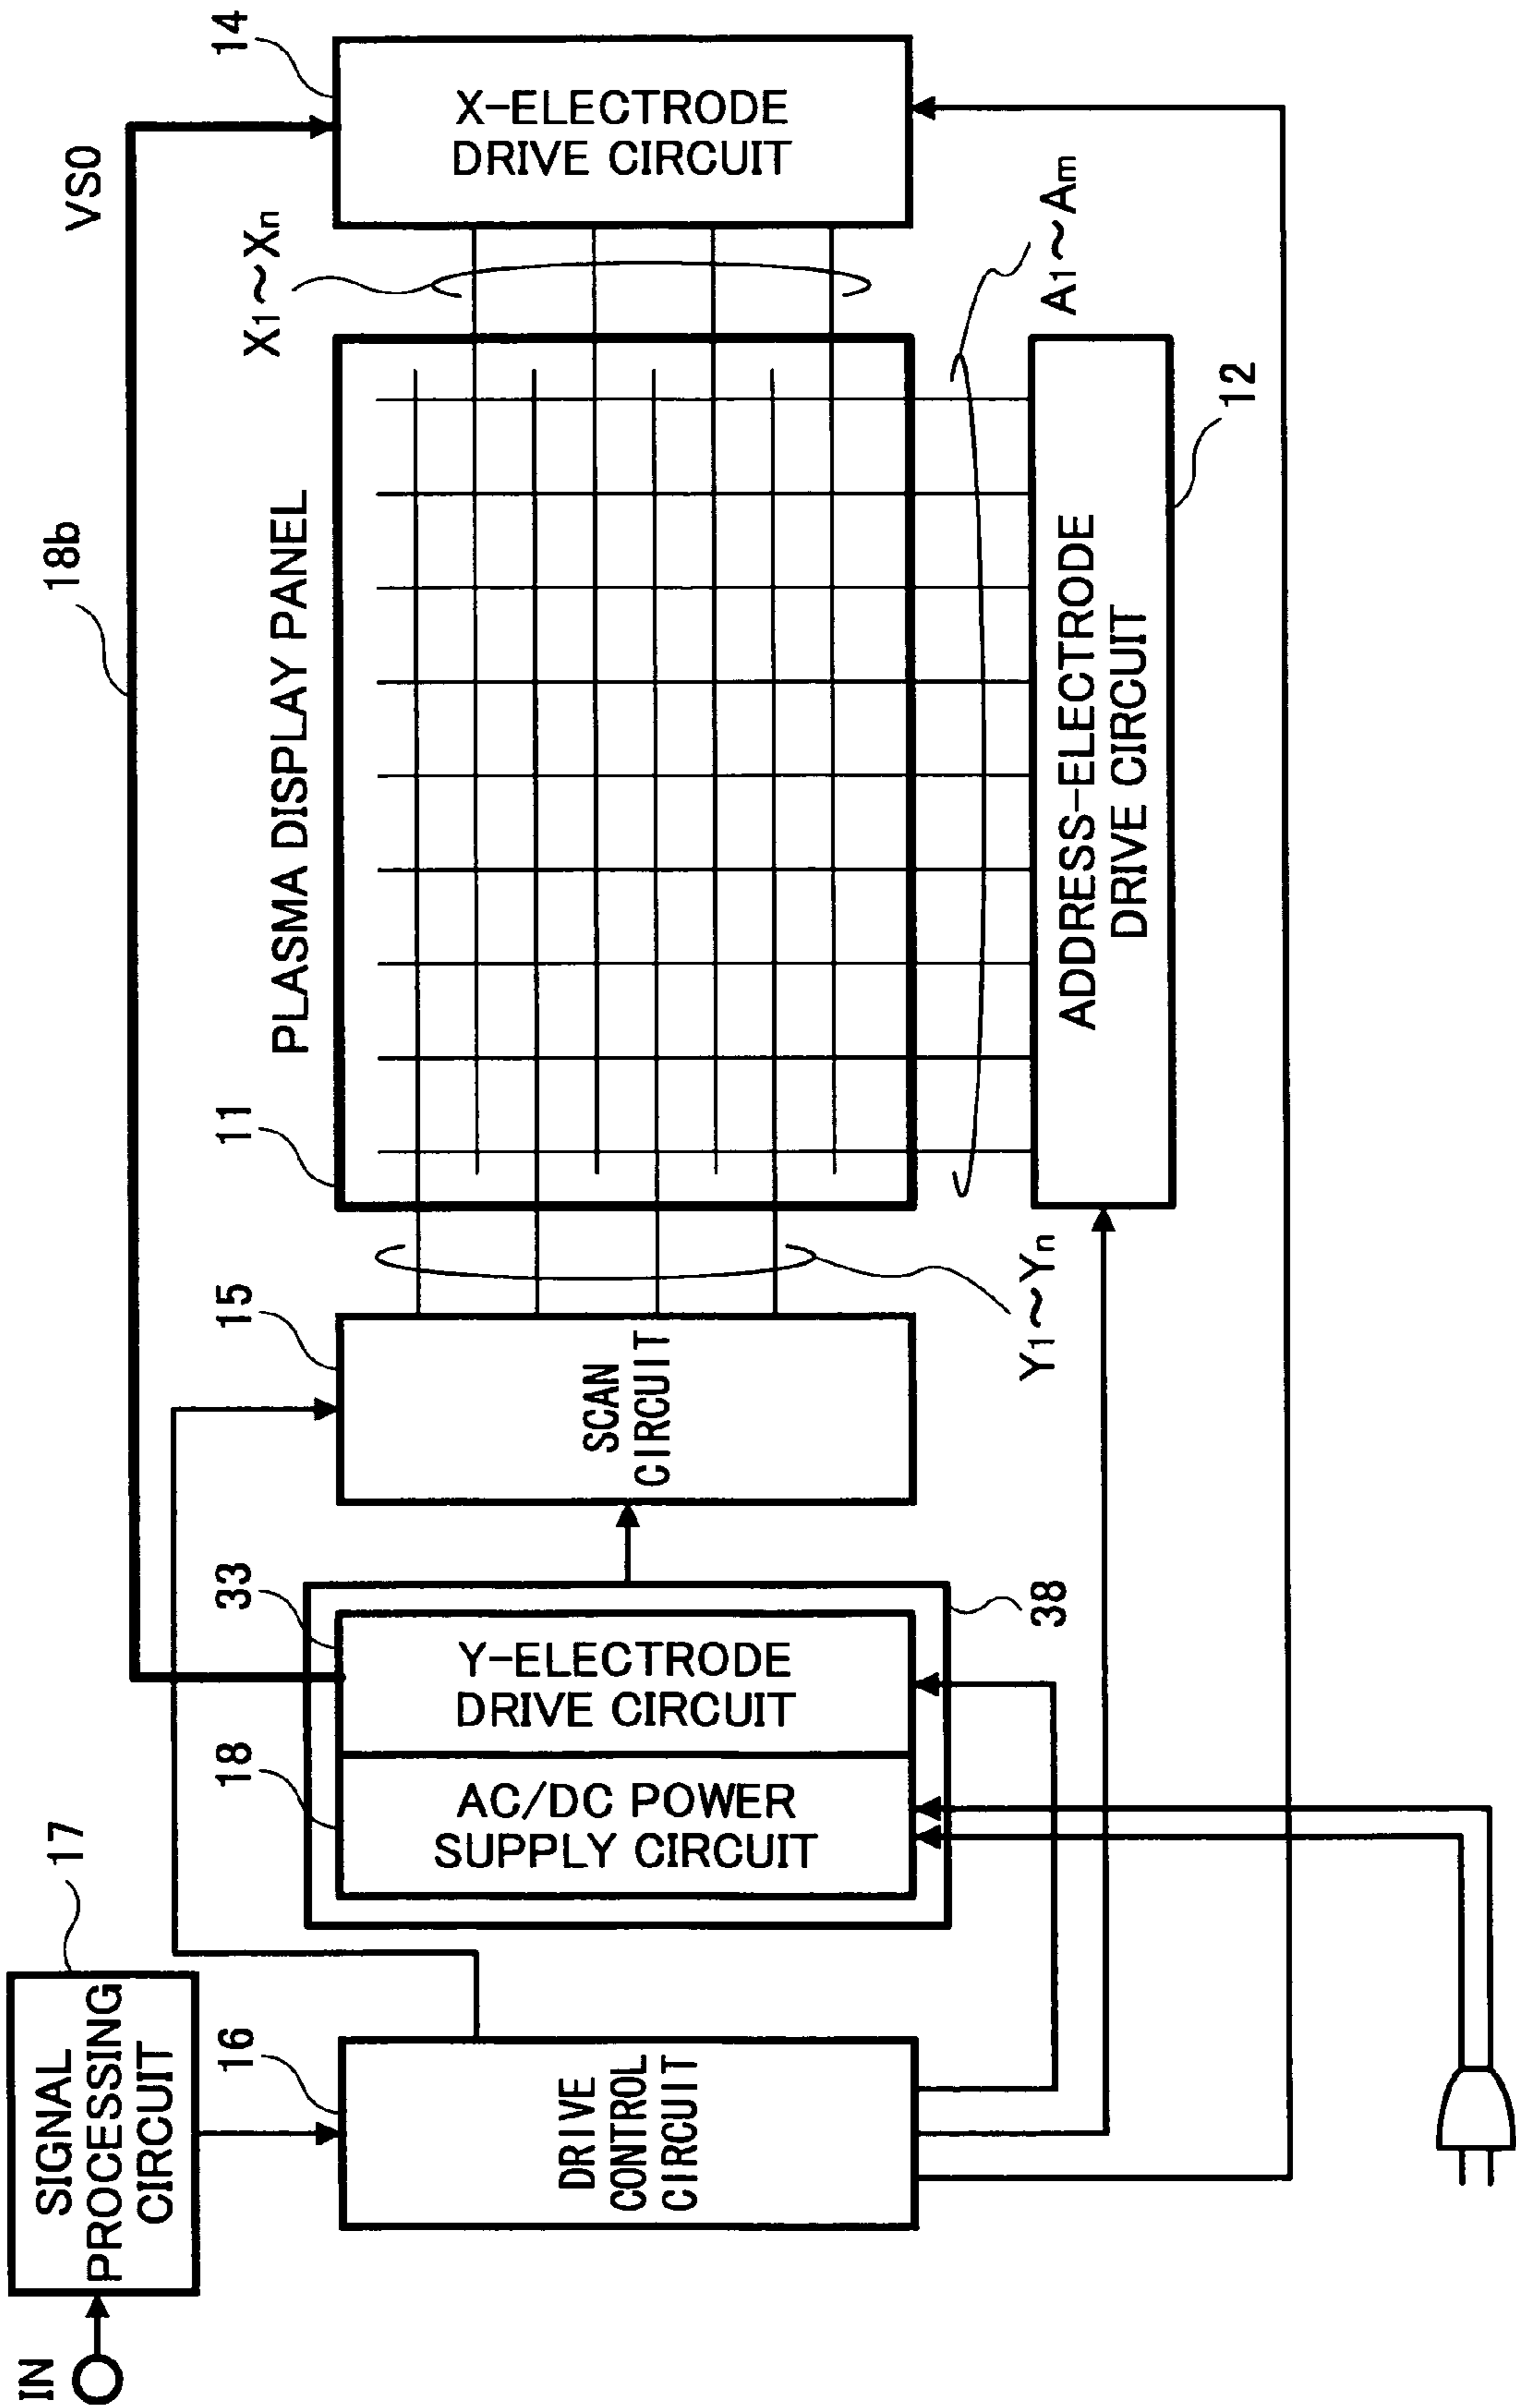 IN
SIGNAL
PROCESSING
CIRCUIT
17
16
DRIVE
CONTROL
CIRCUIT
18
AC/DC POWER
SUPPLY CIRCUIT
33
Y-ELECTRODE
DRIVE CIRCUIT
38
15
SCAN
CIRCUIT
Y1~Yn
11
PLASMA DISPLAY PANEL
18b
VS0
X1~Xn
14
X-ELECTRODE
DRIVE CIRCUIT
A1~Am
12
ADDRESS-ELECTRODE
DRIVE CIRCUIT